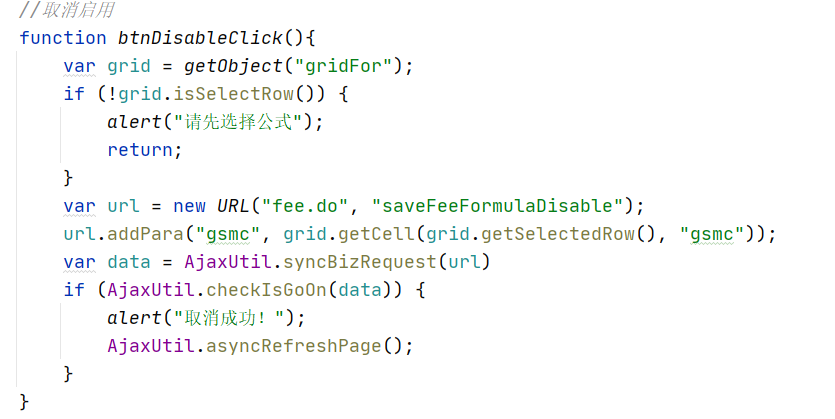 //取消启用
function btnDisableClick(){
    var grid = getObject("gridFor");
    if (!grid.isSelectRow()) {
        alert("请先选择公式");
        return;
    }
    var url = new URL("fee.do", "saveFeeFormulaDisable");
    url.addPara("gsmc", grid.getCell(grid.getSelectedRow(), "gsmc"));
    var data = AjaxUtil.syncBizRequest(url)
    if (AjaxUtil.checkIsGoOn(data)) {
        alert("取消成功！");
        AjaxUtil.asyncRefreshPage();
    }
}